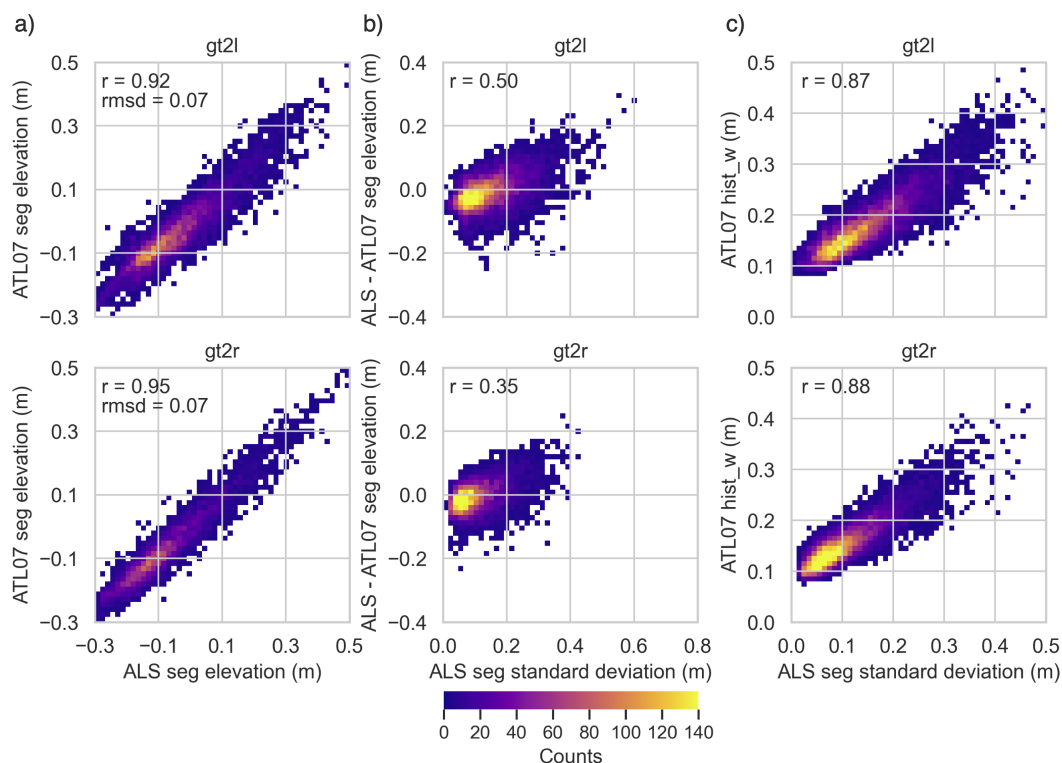 a)
gt2l
r = 0.92
rmsd = 0.07
0.5
0.3
0.1
−0.1
−0.3
ATL07 seg elevation (m)
b)
gt2l
r = 0.50
0.4
0.2
0.0
−0.2
−0.4
ALS - ATL07 seg elevation (m)
c)
gt2l
r = 0.87
0.5
0.4
0.3
0.2
0.1
0.0
ATL07 hist_w (m)
gt2r
r = 0.95
rmsd = 0.07
0.5
0.3
0.1
−0.1
−0.3
ATL07 seg elevation (m)
−0.3 −0.1 0.1 0.3 0.5
ALS seg elevation (m)
gt2r
r = 0.35
0.4
0.2
0.0
−0.2
−0.4
ALS - ATL07 seg elevation (m)
0.0 0.2 0.4 0.6 0.8
ALS seg standard deviation (m)
gt2r
r = 0.88
0.5
0.4
0.3
0.2
0.1
0.0
ATL07 hist_w (m)
0.0 0.1 0.2 0.3 0.4 0.5
ALS seg standard deviation (m)
0 20 40 60 80 100 120 140
Counts